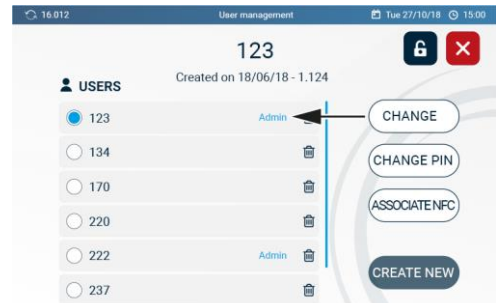 16.012 User management Tue 27/10/18 15:00
123
Created on 18/06/18 - 1.124
USERS
123 Admin
134
170
220
222 Admin
237
CHANGE
CHANGE PIN
ASSOCIATE NFC
CREATE NEW